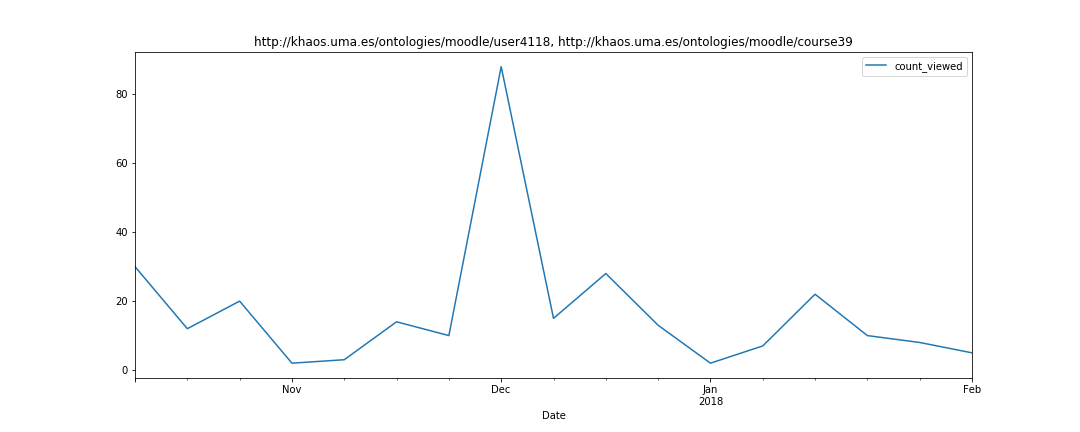 http://khaos.uma.es/ontologies/moodle/user4118, http://khaos.uma.es/ontologies/moodle/course39
count_viewed
80
60
40
20
0
Nov
Dec
Jan
2018
Feb
Date